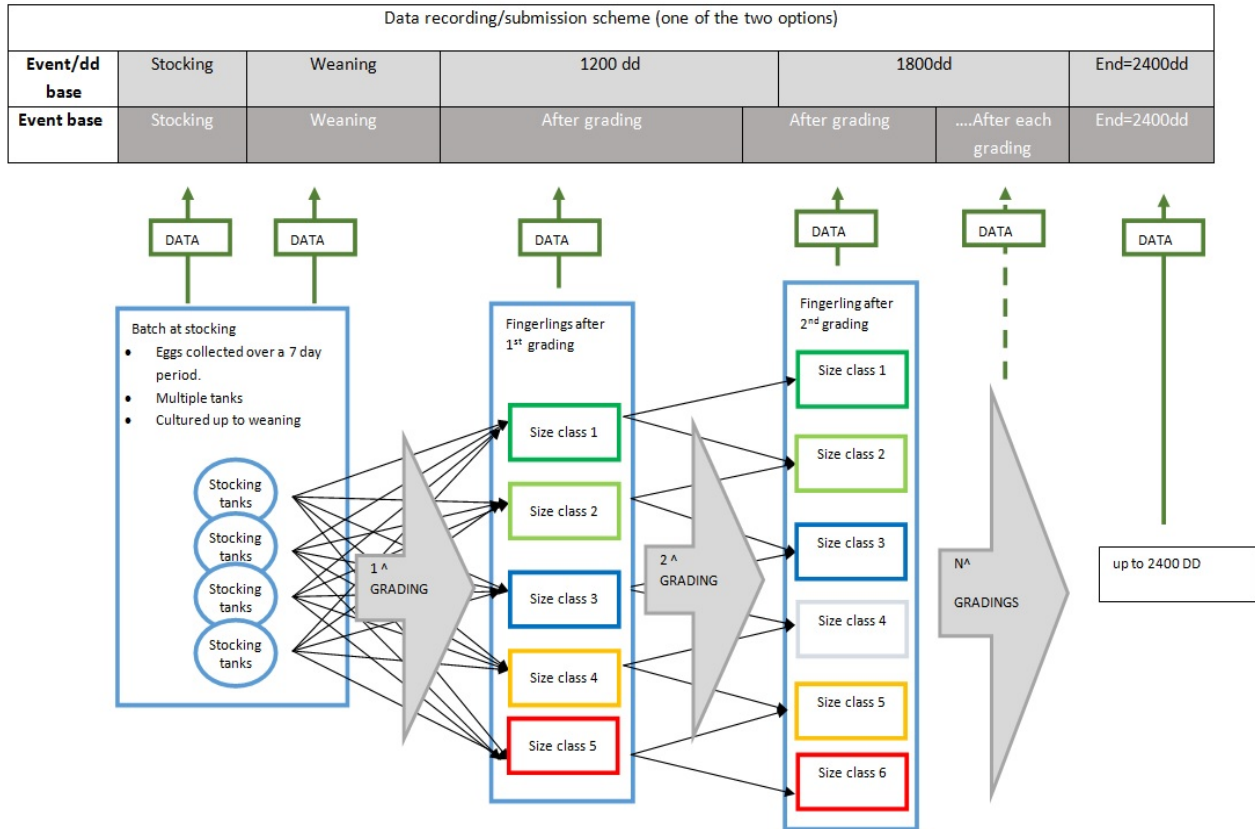 Data recording/submission scheme (one of the two options)
Event/dd base
Stocking
Weaning
1200 dd
1800dd
End=2400dd
Event base
Stocking
Weaning
After grading
After grading
....After each
grading
End=2400dd
DATA
DATA
DATA
DATA
DATA
DATA
Batch at stocking
• Eggs collected over a 7 day
period.
• Multiple tanks
• Cultured up to weaning
Stocking
tanks
Stocking
tanks
Stocking
tanks
Stocking
tanks
1 ^
GRADING
Fingerlings after
1st grading
Size class 1
Size class 2
Size class 3
Size class 4
Size class 5
2 ^
GRADING
Fingerling after
2nd grading
Size class 1
Size class 2
Size class 3
Size class 4
Size class 5
Size class 6
N^
GRADINGS
up to 2400 DD